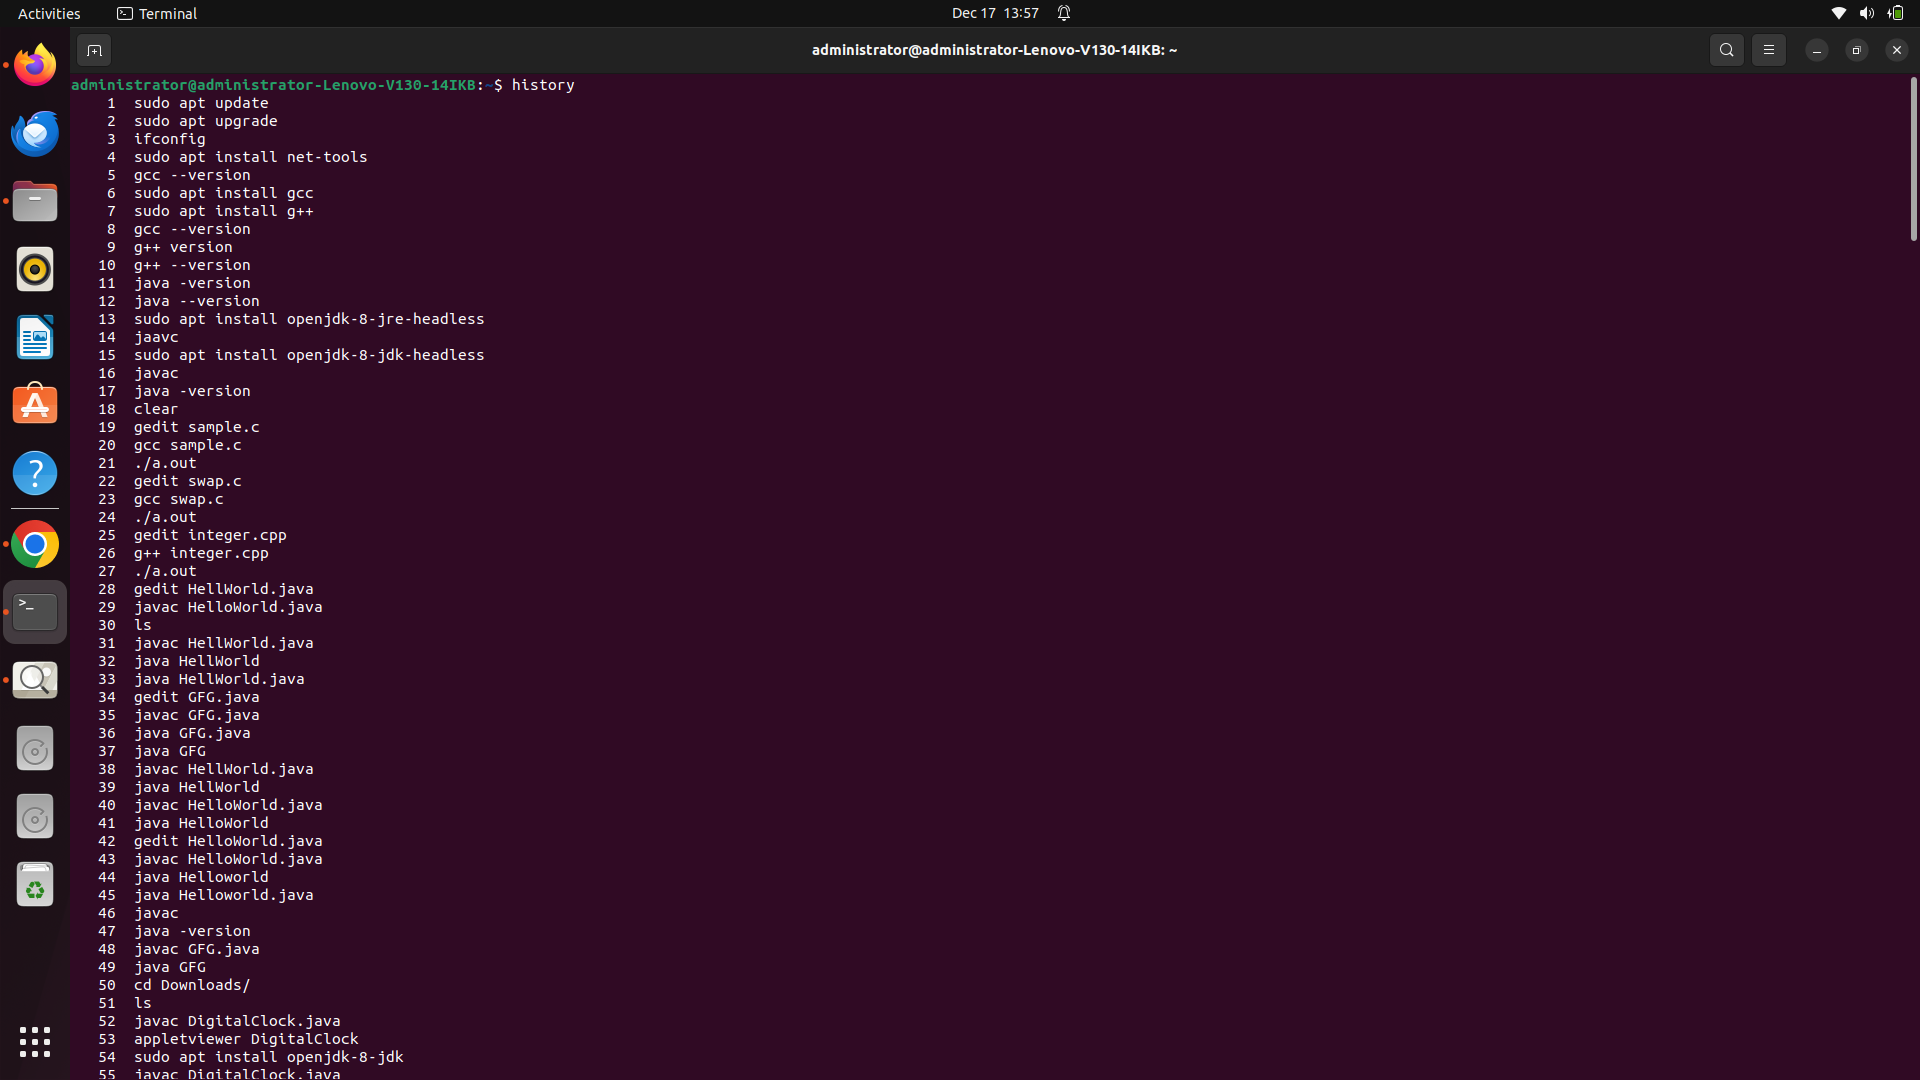 Activities Terminal Dec 17 13:57
administrator@administrator-Lenovo-V130-14IKB: ~
administrator@administrator-Lenovo-V130-14IKB:~$ history
1 sudo apt update
2 sudo apt upgrade
3 ifconfig
4 sudo apt install net-tools
5 gcc --version
6 sudo apt install gcc
7 sudo apt install g++
8 gcc --version
9 g++ version
10 g++ --version
11 java -version
12 java --version
13 sudo apt install openjdk-8-jre-headless
14 jaavc
15 sudo apt install openjdk-8-jdk-headless
16 javac
17 java -version
18 clear
19 gedit sample.c
20 gcc sample.c
21 ./a.out
22 gedit swap.c
23 gcc swap.c
24 ./a.out
25 gedit integer.cpp
26 g++ integer.cpp
27 ./a.out
28 gedit HellWorld.java
29 javac HelloWorld.java
30 ls
31 javac HellWorld.java
32 java HellWorld
33 java HellWorld.java
34 gedit GFG.java
35 javac GFG.java
36 java GFG.java
37 java GFG
38 javac HellWorld.java
39 java HellWorld
40 javac HelloWorld.java
41 java HelloWorld
42 gedit HelloWorld.java
43 javac HelloWorld.java
44 java Helloworld
45 java Helloworld.java
46 javac
47 java -version
48 javac GFG.java
49 java GFG
50 cd Downloads/
51 ls
52 javac DigitalClock.java
53 appletviewer DigitalClock
54 sudo apt install openjdk-8-jdk
55 javac DigitalClock.java